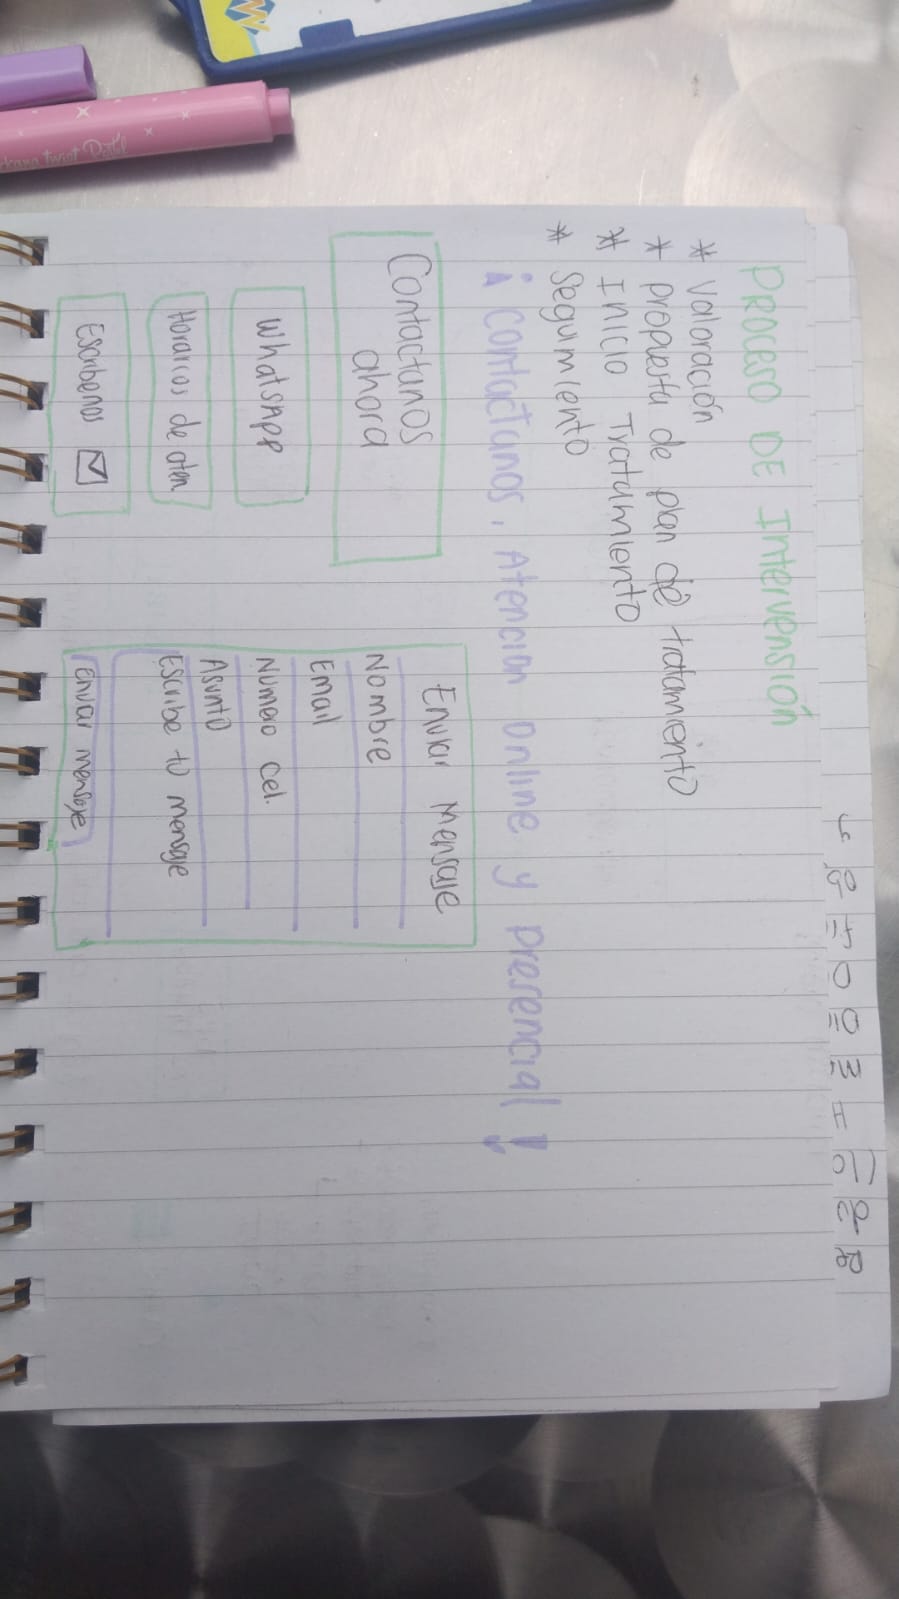 PROCESO DE Intervensión
* Valoración
* Propuesta de plan de tratamiento
* INICIO Tratamiento
* Seguimiento
¡ Contactanos, Atencion Online y Presencial !
Contactanos
ahora
WhatsApp
Horarios de aten
Escribenos
Enviar Mensaje
Nombre
Email
Numero Cel.
Asunto
Escribe tu mensaje
Enviar mensaje